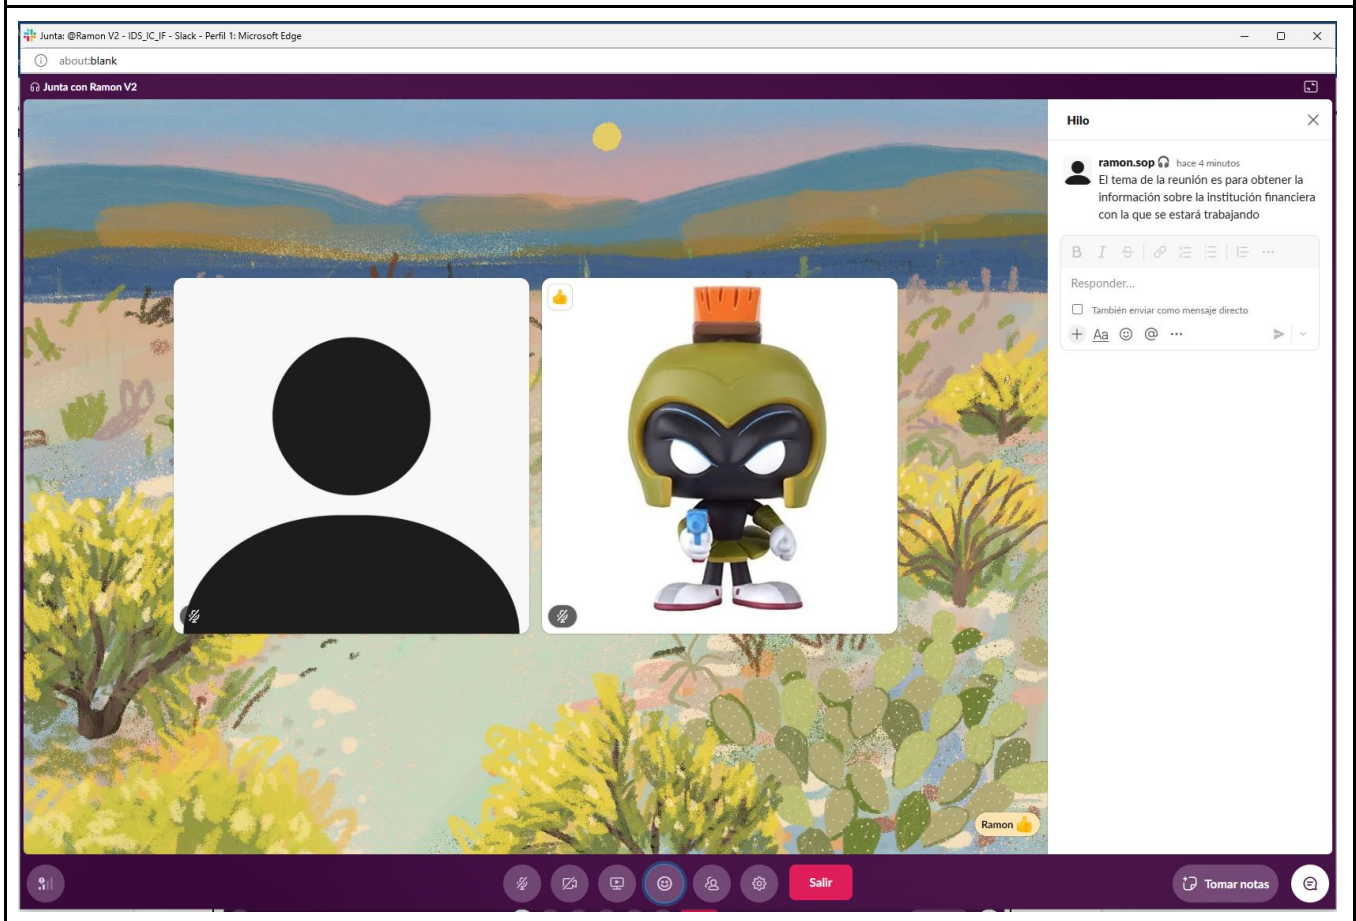 Junta: @Ramon V2 - IDS_IC_IF - Slack - Perfil 1: Microsoft Edge
about:blank
Junta con Ramon V2
Hilo
ramon.sop hace 4 minutos
El tema de la reunión es para obtener la
información sobre la institución financiera
con la que se estará trabajando
B I S
Responder...
También enviar como mensaje directo
+ Aa @ ...
Ramon
Salir
Tomar notas